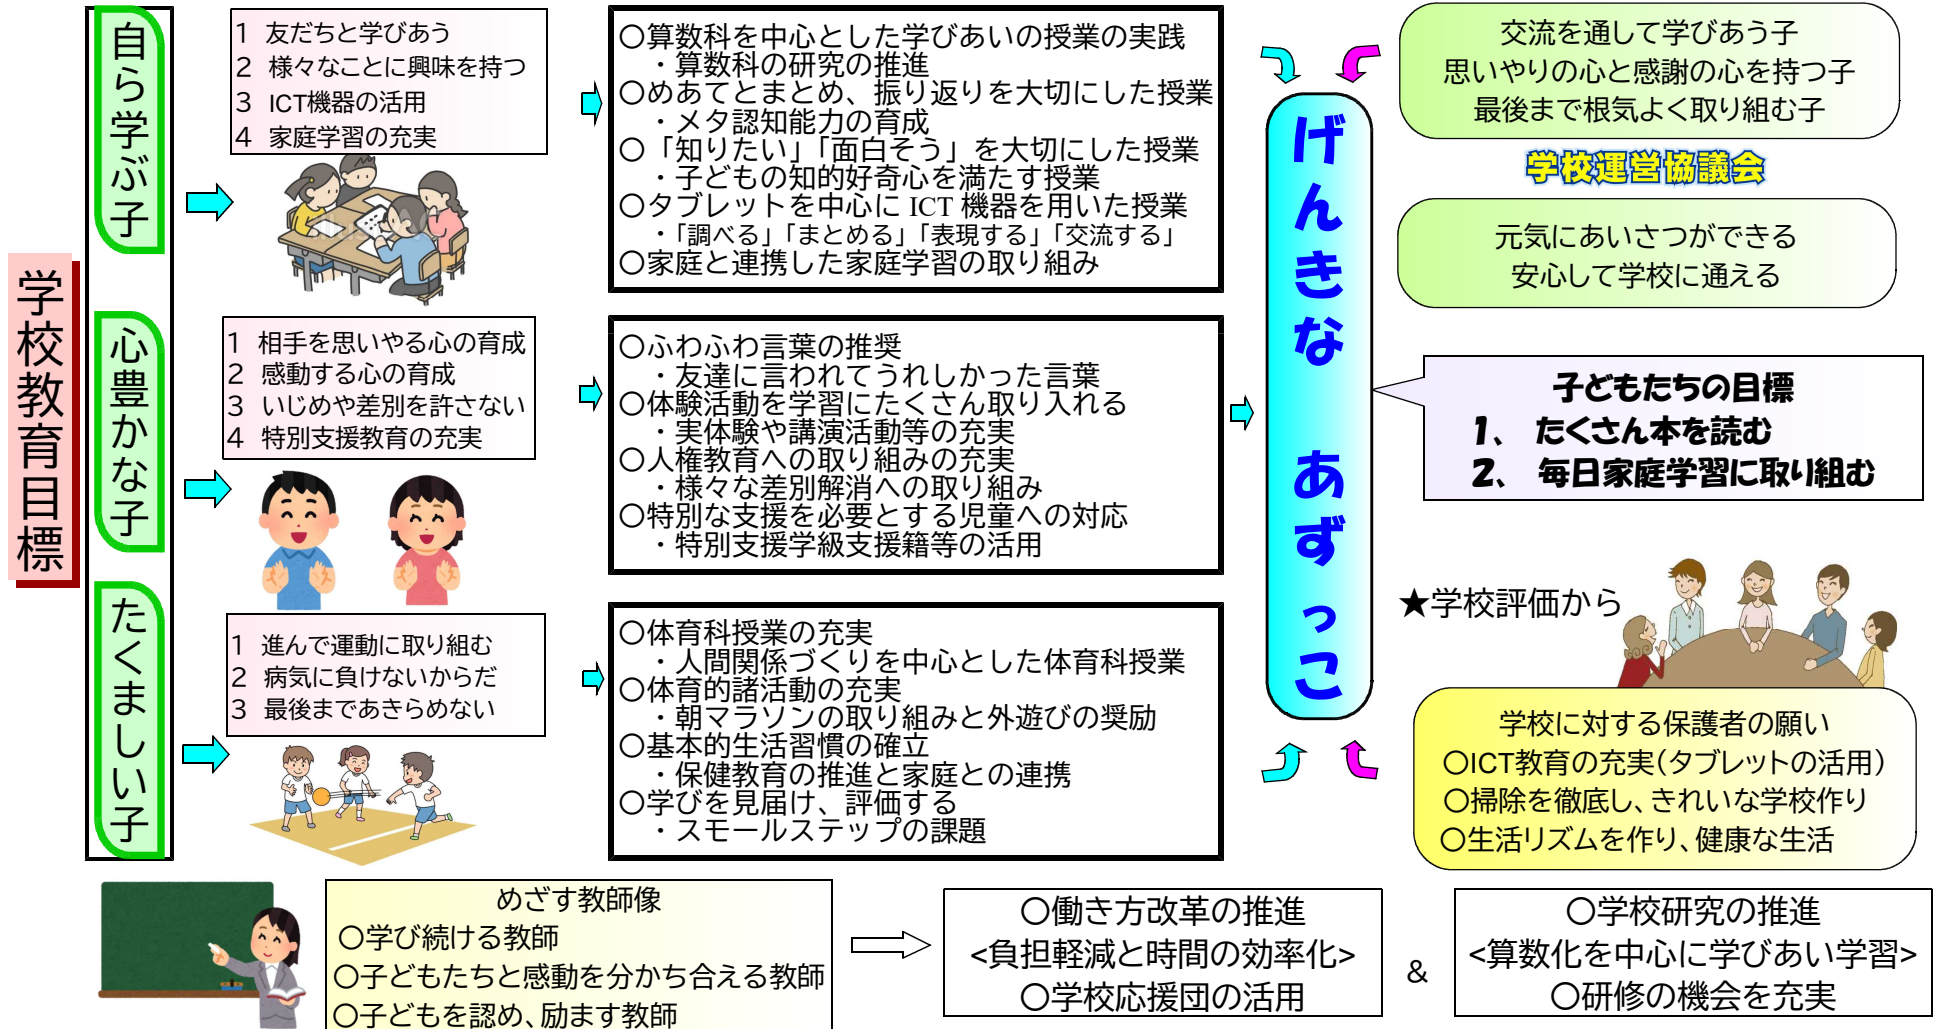 学校教育目標
自ら学ぶ子
1 友だちと学びあう
2 様々なことに興味を持つ
3 ICT機器の活用
4 家庭学習の充実
〇算数科を中心とした学びあいの授業の実践
・算数科の研究の推進
〇めあてとまとめ、振り返りを大切にした授業
・メタ認知能力の育成
〇「知りたい」「面白そう」を大切にした授業
・子どもの知的好奇心を満たす授業
〇タブレットを中心に ICT 機器を用いた授業
・「調べる」「まとめる」「表現する」「交流する」
〇家庭と連携した家庭学習の取り組み
心豊かな子
1 相手を思いやる心の育成
2 感動する心の育成
3 いじめや差別を許さない
4 特別支援教育の充実
〇ふわふわ言葉の推奨
・友達に言われてうれしかった言葉
〇体験活動を学習にたくさん取り入れる
・実体験や講演活動等の充実
〇人権教育への取り組みの充実
・様々な差別解消への取り組み
〇特別な支援を必要とする児童への対応
・特別支援学級支援籍等の活用
たくましい子
1 進んで運動に取り組む
2 病気に負けないからだ
3 最後まであきらめない
〇体育科授業の充実
・人間関係づくりを中心とした体育科授業
〇体育的諸活動の充実
・朝マラソンの取り組みと外遊びの奨励
〇基本的生活習慣の確立
・保健教育の推進と家庭との連携
〇学びを見届け、評価する
・スモールステップの課題
げんきな あずっこ
交流を通して学びあう子
思いやりの心と感謝の心を持つ子
最後まで根気よく取り組む子
学校運営協議会
元気にあいさつができる
安心して学校に通える
子どもたちの目標
1、 たくさん本を読む
2、 毎日家庭学習に取り組む
★学校評価から
学校に対する保護者の願い
〇ICT教育の充実(タブレットの活用)
〇掃除を徹底し、きれいな学校作り
〇生活リズムを作り、健康な生活
めざす教師像
〇学び続ける教師
〇子どもたちと感動を分かち合える教師
〇子どもを認め、励ます教師
〇働き方改革の推進
<負担軽減と時間の効率化>
〇学校応援団の活用
&
〇学校研究の推進
<算数化を中心に学びあい学習>
〇研修の機会を充実